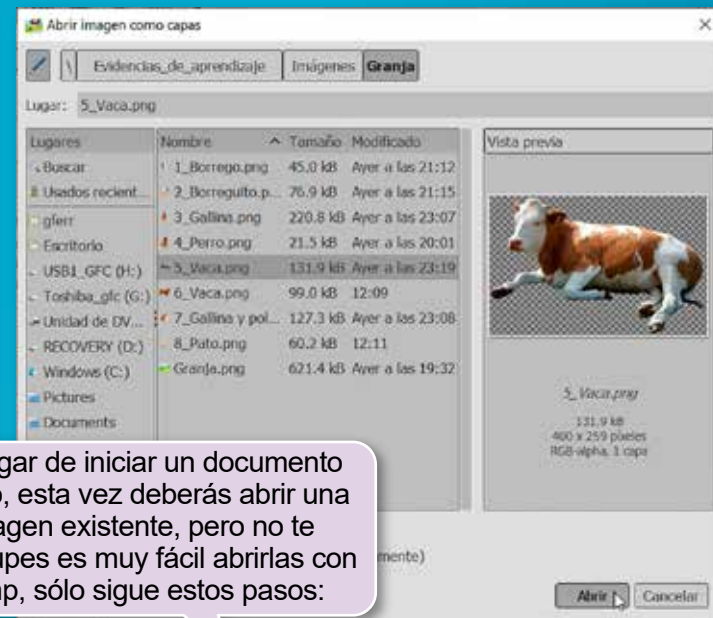 Abrir imagen como capas
Evidencias_de_aprendizaje Imágenes Granja
Lugar: 5_Vaca.png
Lugares Nombre Tamaño Modificado Vista previa
Buscar 1_Borrego.png 45.0 kB Ayer a las 21:12
Usados recient... 2_Borreguito.p... 76.9 kB Ayer a las 21:15
gferr 3_Gallina.png 220.8 kB Ayer a las 23:07
Escritorio 4_Perro.png 21.5 kB Ayer a las 20:01
USB1_GFC (H:) 5_Vaca.png 131.9 kB Ayer a las 23:19
Toshiba_gfc (G:) 6_Vaca.png 99.0 kB 12:09
Unidad de DV... 7_Gallina y pol... 127.3 kB Ayer a las 23:08
RECOVERY (D:) 8_Pato.png 60.2 kB 12:11
Windows (C:) Granja.png 621.4 kB Ayer a las 19:32
Pictures
Documents
5_Vaca.png
131.9 kB
400 x 259 píxeles
RGB-alpha, 1 capa
gar de iniciar un documento
, esta vez deberás abrir una
agen existente, pero no te
upes es muy fácil abrirlas con
p, sólo sigue estos pasos:
mente)
Abrir Cancelar